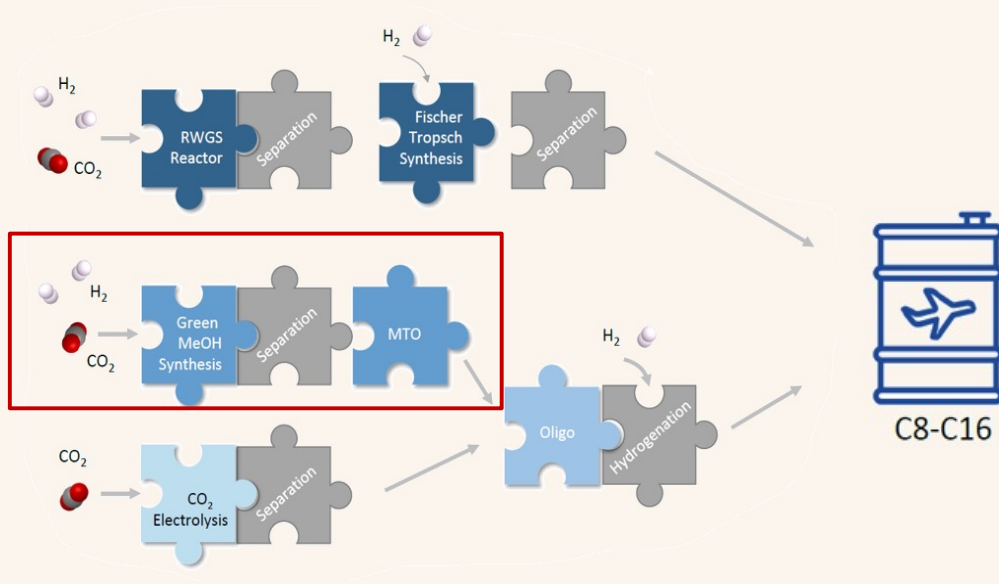 H₂
H₂
CO₂
RWGS
Reactor
Separation
Fischer
Tropsch
Synthesis
Separation
H₂
CO₂
Green
MeOH
Synthesis
Separation
MTO
H₂
CO₂
CO₂
Electrolysis
Separation
Oligo
Hydrogenation
C8-C16